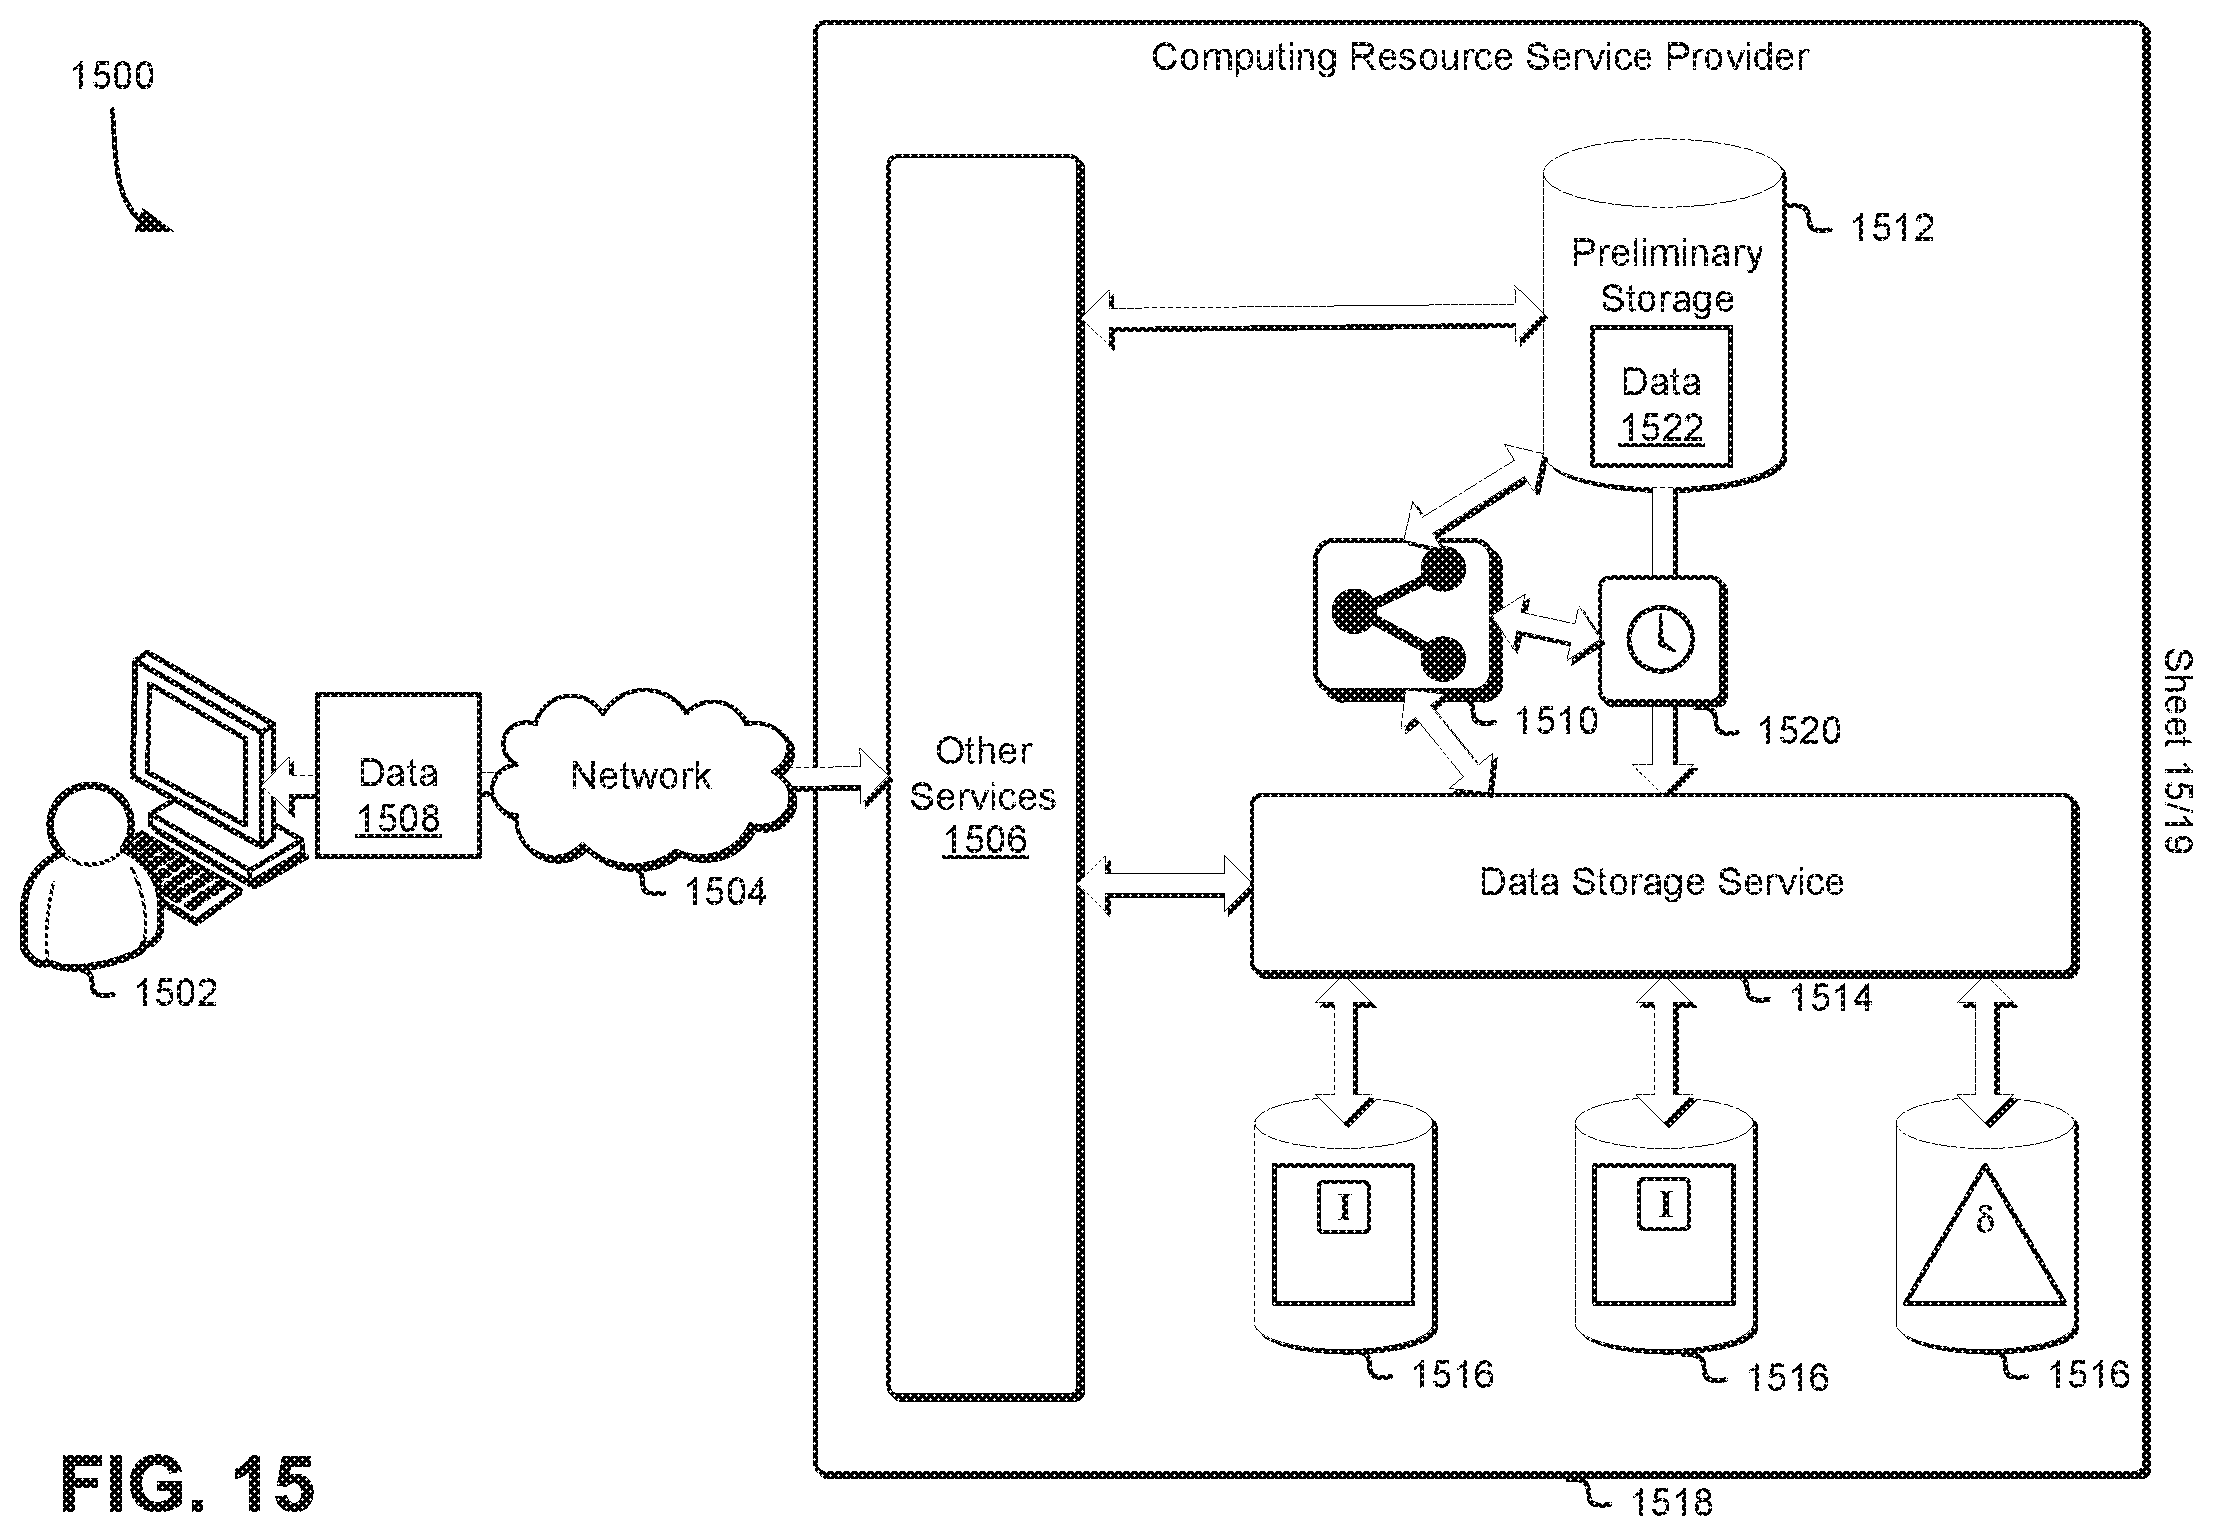 1500
Computing Resource Service Provider
1512
Preliminary
Storage
Data
1522
1510
1520
Other
Services
1506
Data
1508
Network
1504
1502
Data Storage Service
1514
I
I
δ
1516
1516
1516
1518
FIG. 15
Sheet 15/19